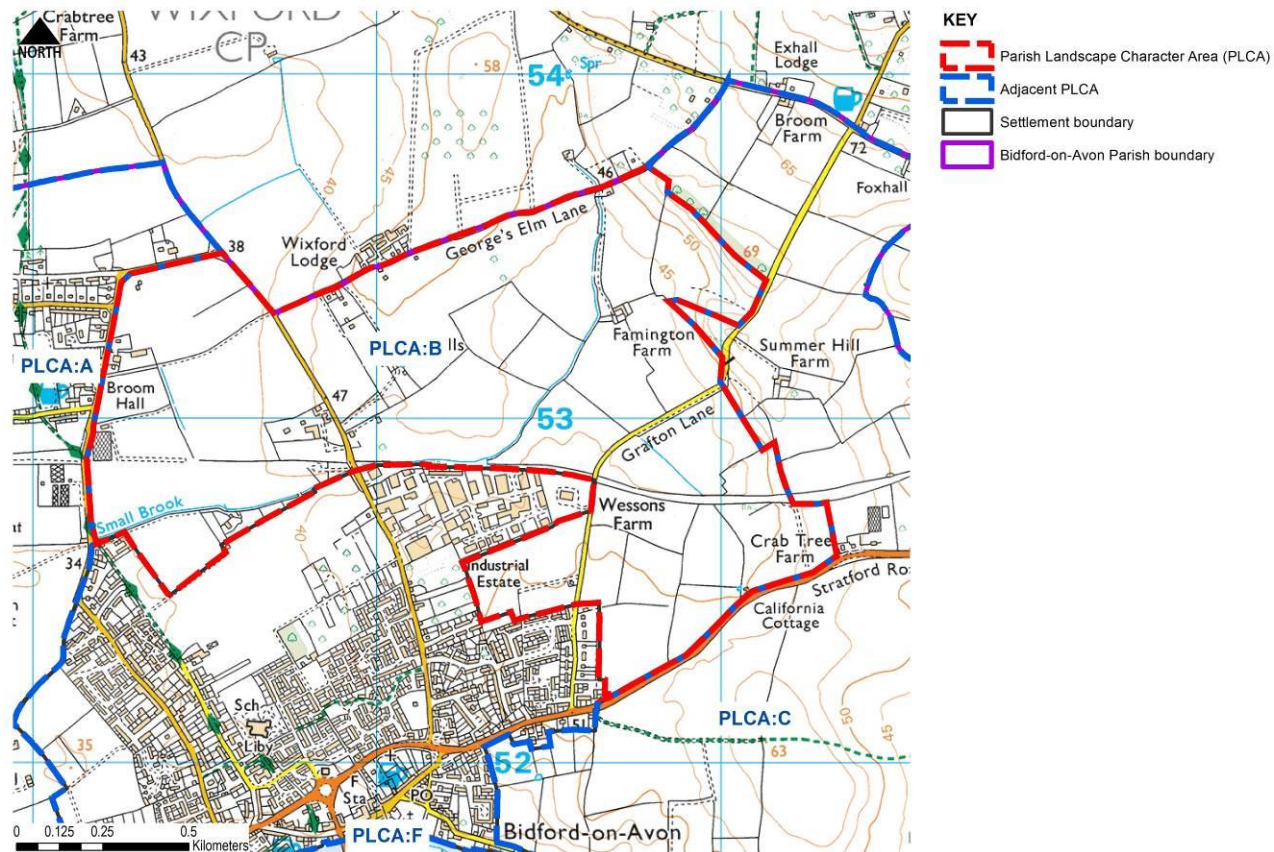 WIXFORD
CP
Crabtree
Farm
NORTH
43
58
54
Spr
Exhall
Lodge
Broom
Farm
72
Foxhall
65
46
40
45
George's Elm Lane
Wixford
Lodge
38
50
69
45
PLCA:B
lls
Famington
Farm
Summer Hill
Farm
PLCA:A
Broom
Hall
47
53
Grafton Lane
Small Brook
40
Wessons
Farm
Industrial
Estate
Crab Tree
Farm
Stratford Ro
California
Cottage
34
at
Sch
Liby
35
51
PLCA:C
63
50
45
52
F
Sta
PO
PLCA:F
Bidford-on-Avon
0 0.125 0.25 0.5
Kilometers
KEY
Parish Landscape Character Area (PLCA)
Adjacent PLCA
Settlement boundary
Bidford-on-Avon Parish boundary